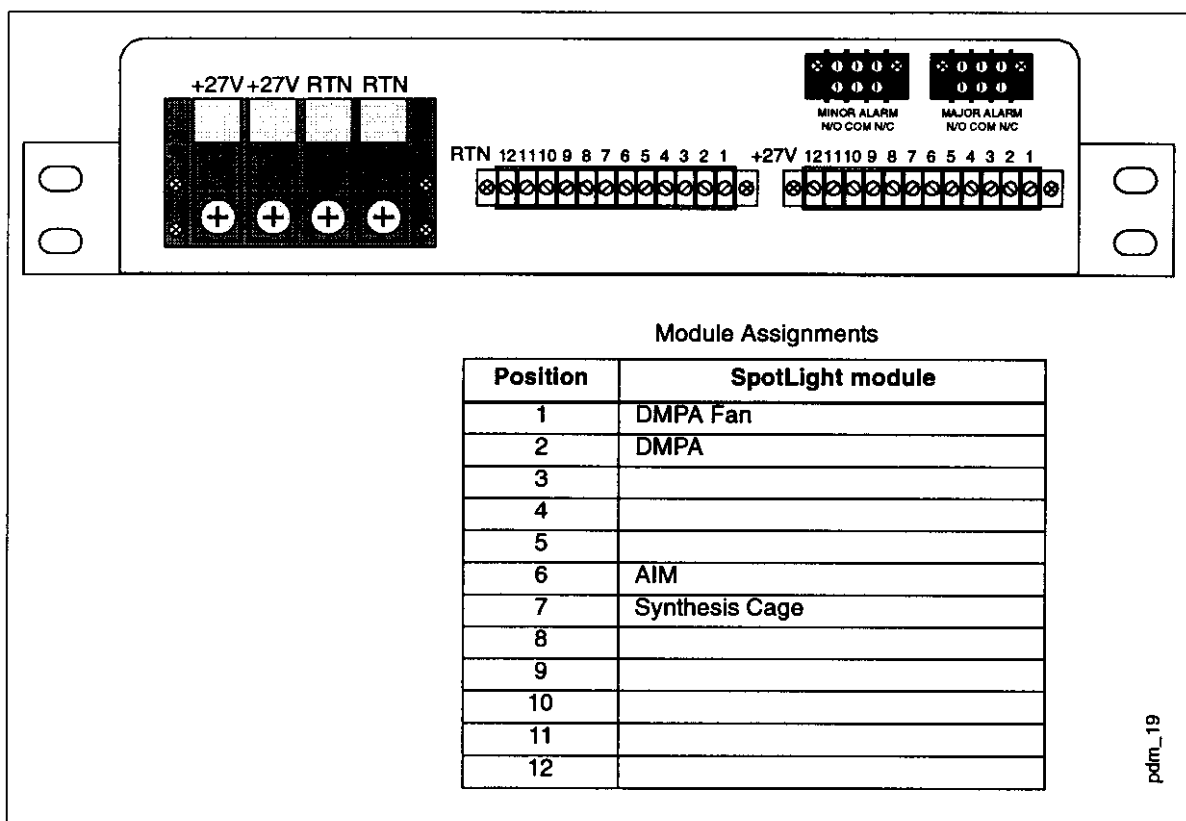 +27V +27V RTN RTN
MINOR ALARM
N/O COM N/C
MAJOR ALARM
N/O COM N/C
RTN 12 11 10 9 8 7 6 5 4 3 2 1
+27V 12 11 10 9 8 7 6 5 4 3 2 1
Module Assignments
Position SpotLight module
1 DMPA Fan
2 DMPA
3
4
5
6 AIM
7 Synthesis Cage
8
9
10
11
12
pdm_19